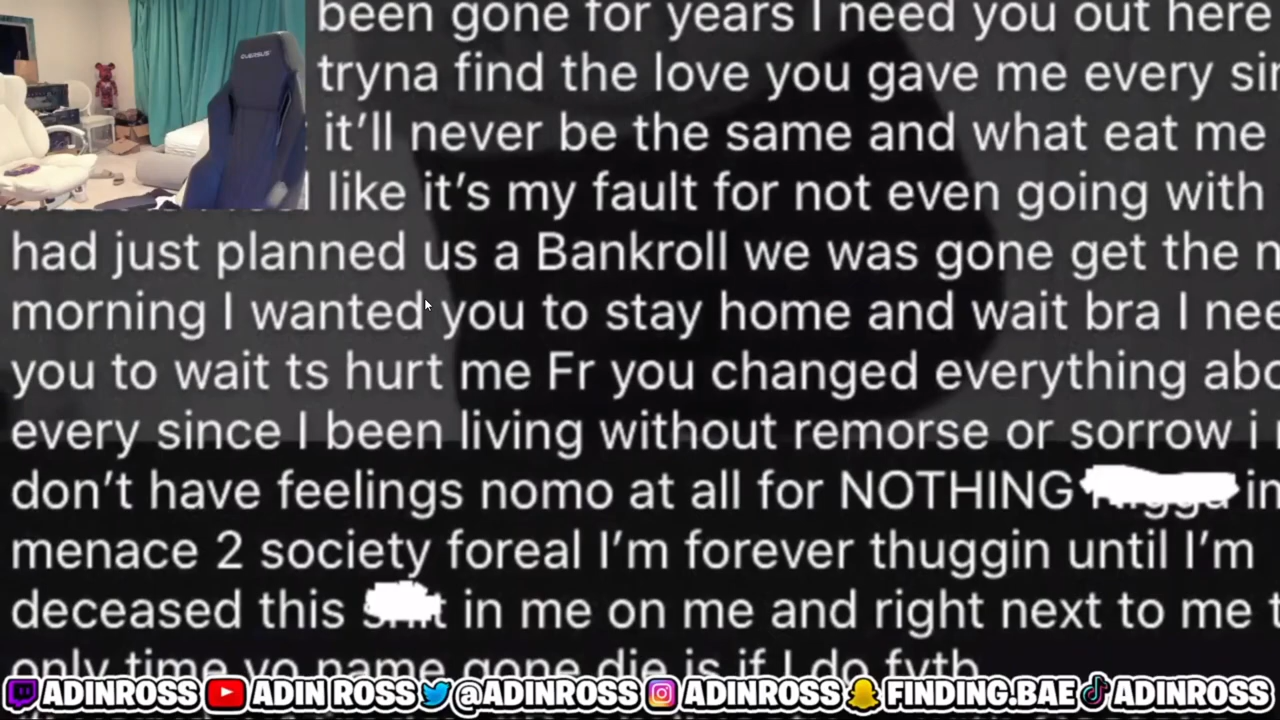 been gone for years I need you out here
tryna find the love you gave me every
it’ll never be the same and what eat me
like it’s my fault for not even going with
had just planned us a Bankroll we was gone get the
morning I wanted you to stay home and wait bra I
you to wait ts hurt me Fr you changed everything
every since I been living without remorse or sorrow i
don’t have feelings nomo at all for NOTHING
menace 2 society foreal I’m forever thuggin until I’m
deceased this in me on me and right next to me
only time yo name gone die is if I do fytb
ADINROSS ADIN ROSS @ADINROSS ADINROSS FINDING.BAE ADINROSS